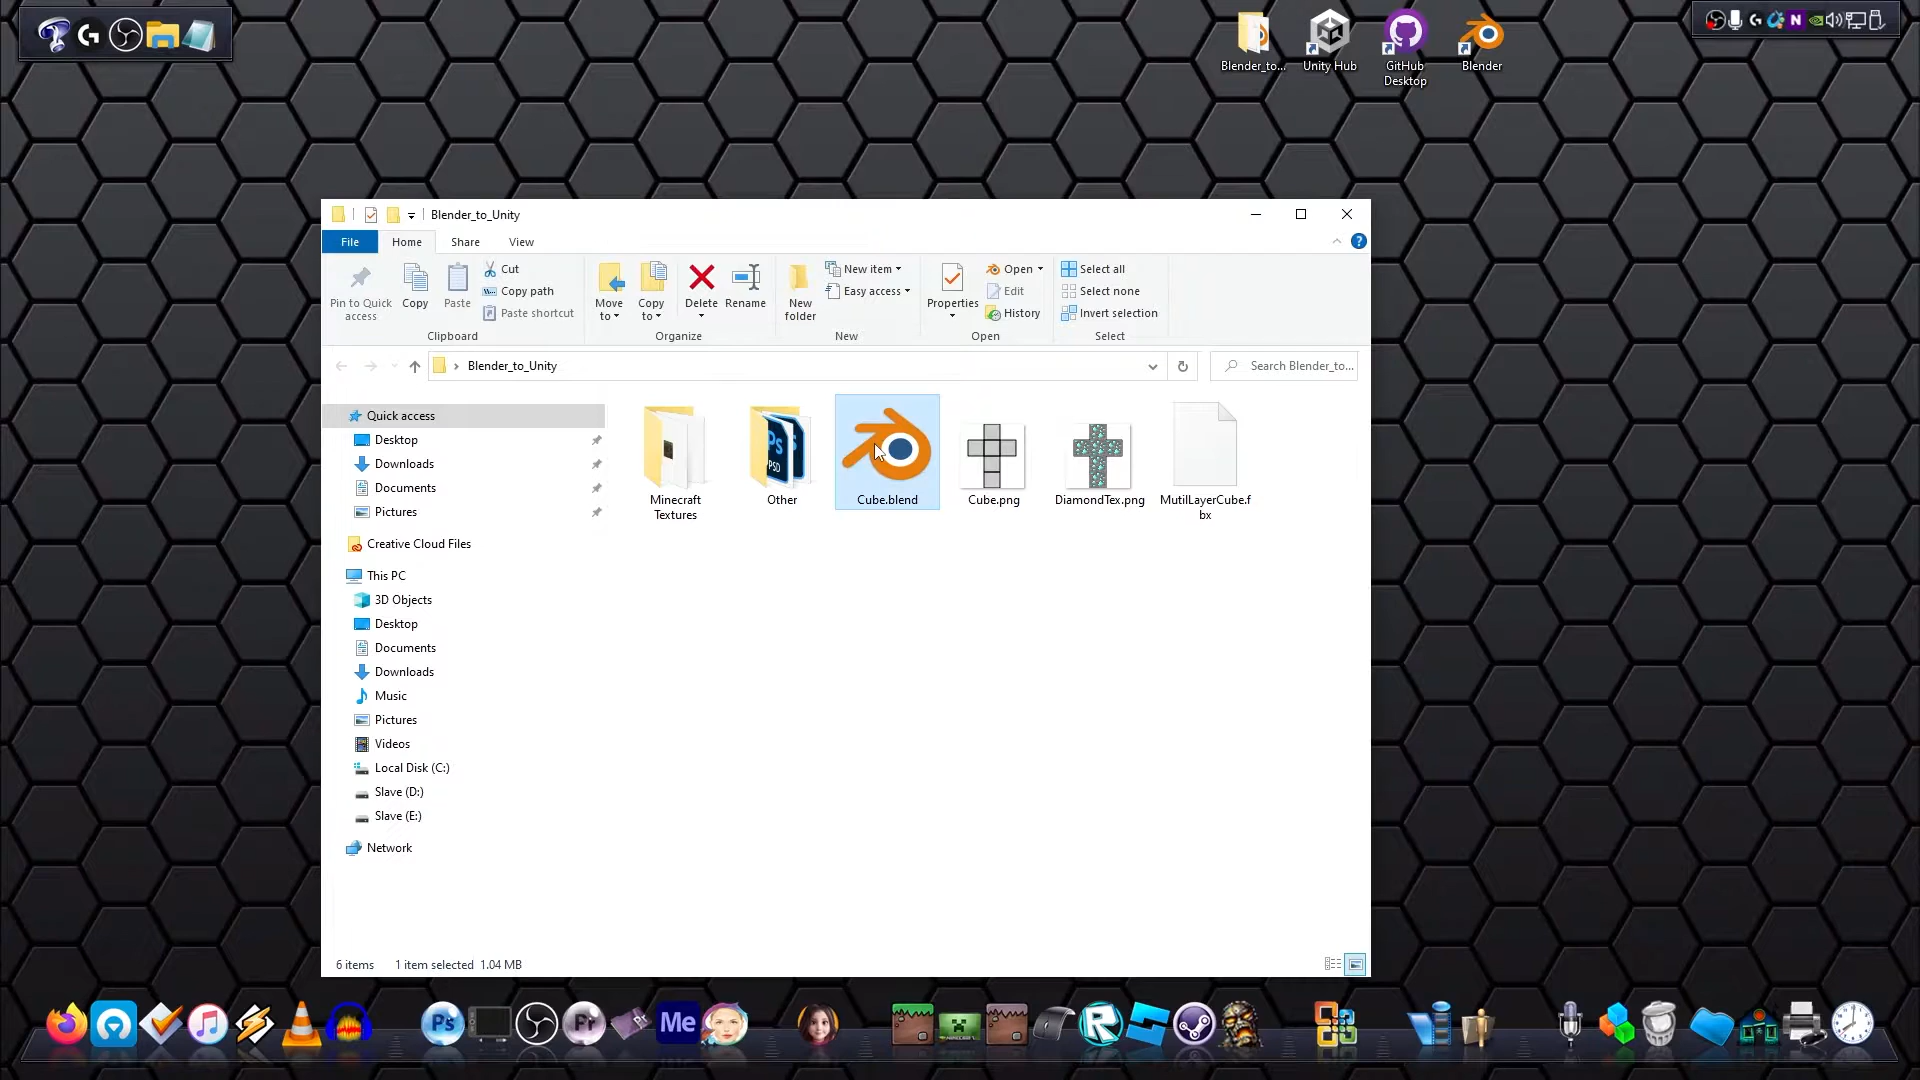 Blender_to...
Unity Hub
GitHub
Desktop
Blender
Blender_to_Unity
File
Home
Share
View
Pin to Quick
access
Copy
Paste
Cut
Copy path
Paste shortcut
Clipboard
Move
to
Copy
to
Delete
Rename
Organize
New
folder
New item
Easy access
New
Properties
Open
Edit
History
Open
Select all
Select none
Invert selection
Select
Blender_to_Unity
Search Blender_to...
Quick access
Desktop
Downloads
Documents
Pictures
Creative Cloud Files
This PC
3D Objects
Desktop
Documents
Downloads
Music
Pictures
Videos
Local Disk (C:)
Slave (D:)
Slave (E:)
Network
Ps
PSD
Minecraft
Textures
Other
Cube.blend
Cube.png
DiamondTex.png
MutilLayerCube.f
bx
6 items
1 item selected 1.04 MB
Ps
Pr
Me